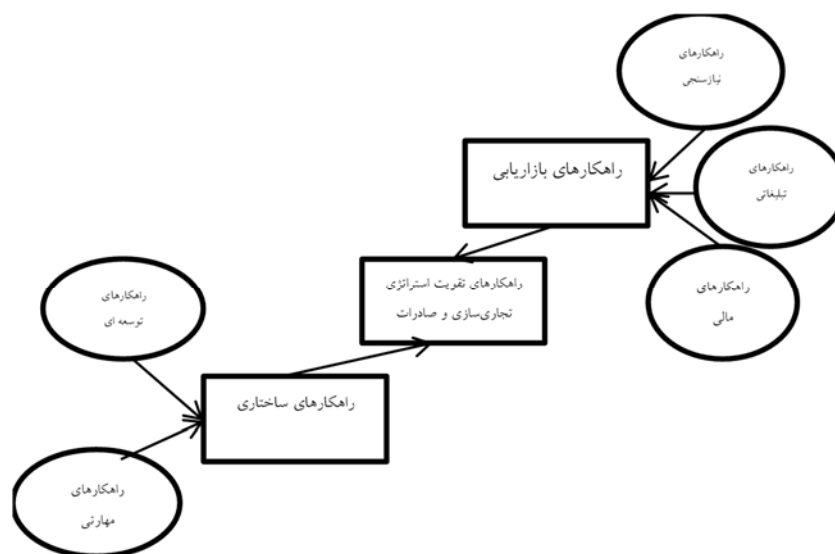 راهکارهای
نیازسنجی
راهکارهای بازاریابی
راهکارهای
تبلیغاتی
راهکارهای تقویت استراتژی
تجاری‌سازی و صادرات
راهکارهای
مالی
راهکارهای
توسعه ای
راهکارهای ساختاری
راهکارهای
مهارتی